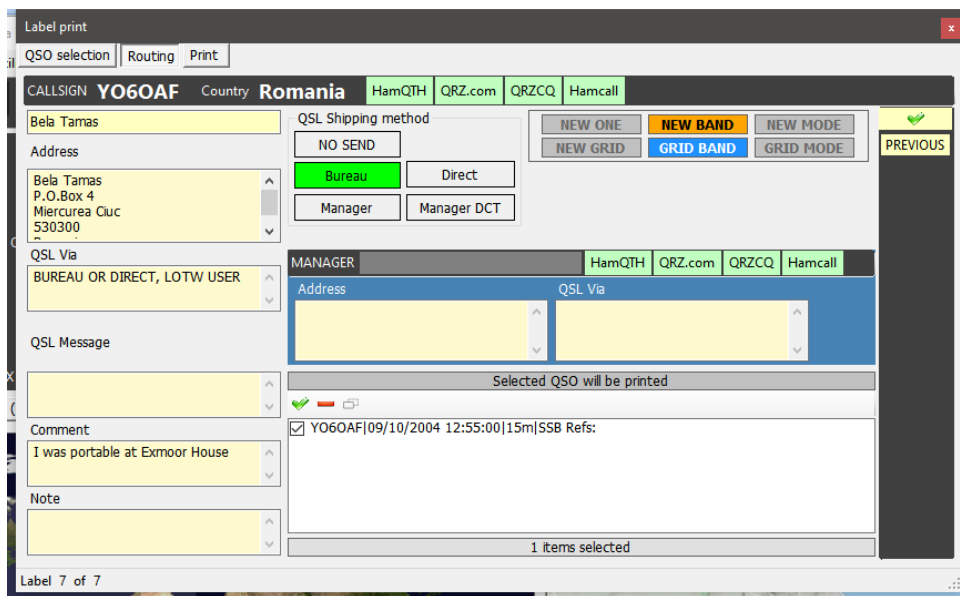 Label print
x
QSO selection Routing Print
CALLSIGN YO6OAF Country Romania HamQTH QRZ.com QRZCQ Hamcall
Bela Tamas
Address
Bela Tamas
P.O.Box 4
Miercurea Ciuc
530300
QSL Via
BUREAU OR DIRECT, LOTW USER
QSL Message
Comment
I was portable at Exmoor House
Note
QSL Shipping method
NO SEND
Bureau Direct
Manager Manager DCT
NEW ONE NEW BAND NEW MODE
NEW GRID GRID BAND GRID MODE
PREVIOUS
MANAGER HamQTH QRZ.com QRZCQ Hamcall
Address QSL Via
Selected QSO will be printed
YO6OAF|09/10/2004 12:55:00|15m|SSB Refs:
1 items selected
Label 7 of 7